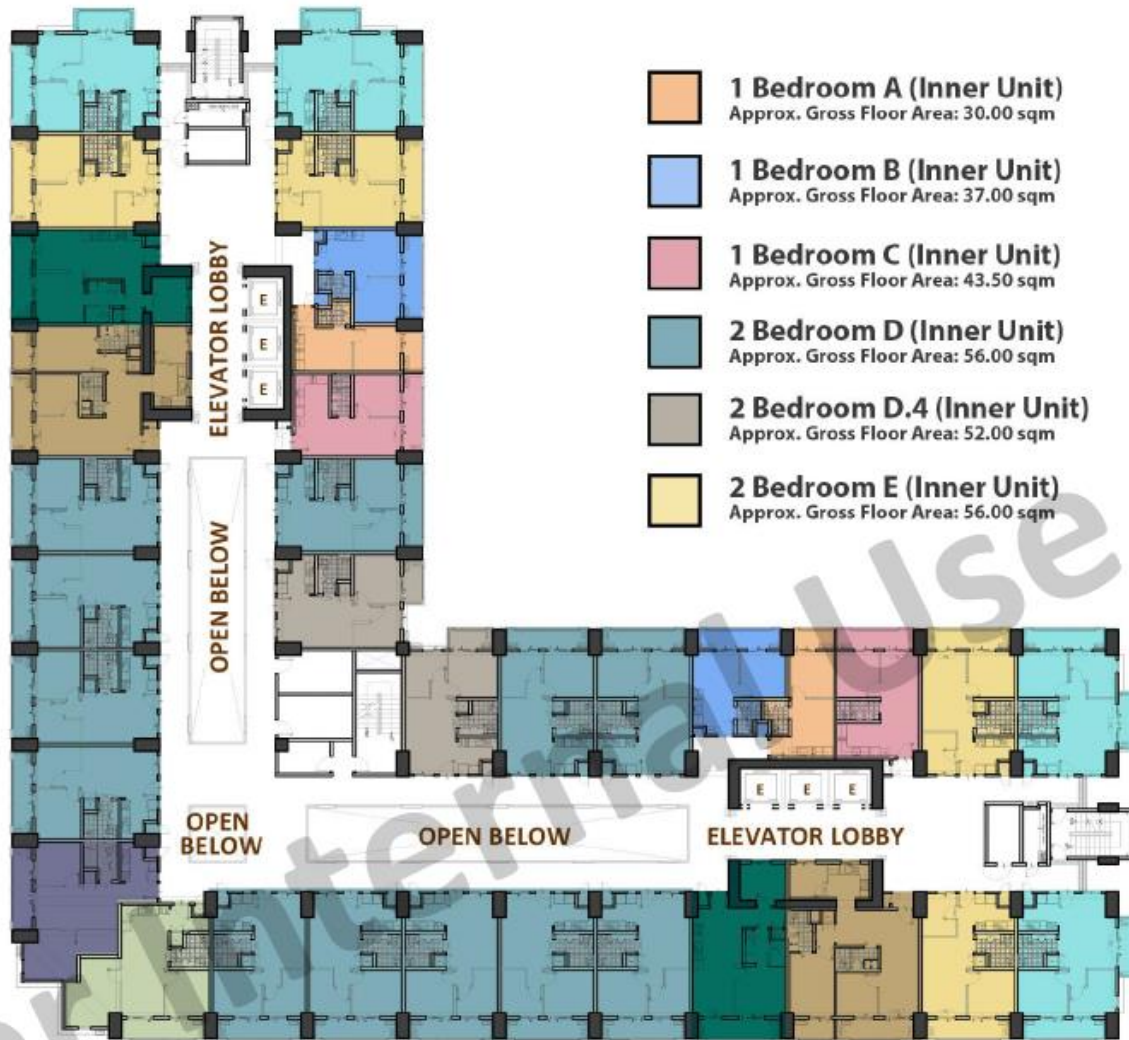 1 Bedroom A (Inner Unit)
Approx. Gross Floor Area: 30.00 sqm
1 Bedroom B (Inner Unit)
Approx. Gross Floor Area: 37.00 sqm
1 Bedroom C (Inner Unit)
Approx. Gross Floor Area: 43.50 sqm
2 Bedroom D (Inner Unit)
Approx. Gross Floor Area: 56.00 sqm
2 Bedroom D.4 (Inner Unit)
Approx. Gross Floor Area: 52.00 sqm
2 Bedroom E (Inner Unit)
Approx. Gross Floor Area: 56.00 sqm
ELEVATOR LOBBY
E
E
E
OPEN BELOW
E E E
OPEN
BELOW
OPEN BELOW
ELEVATOR LOBBY
Internal Use